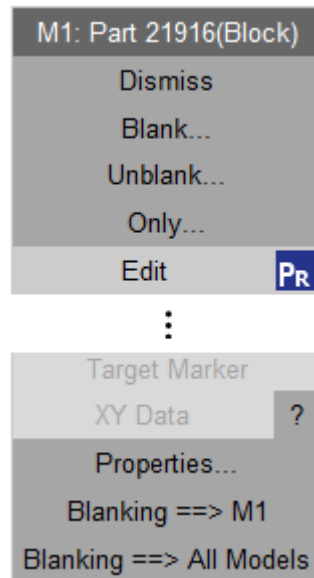 M1: Part 21916(Block)
Dismiss
Blank...
Unblank...
Only...
Edit PR
Target Marker
XY Data ?
Properties...
Blanking ==> M1
Blanking ==> All Models